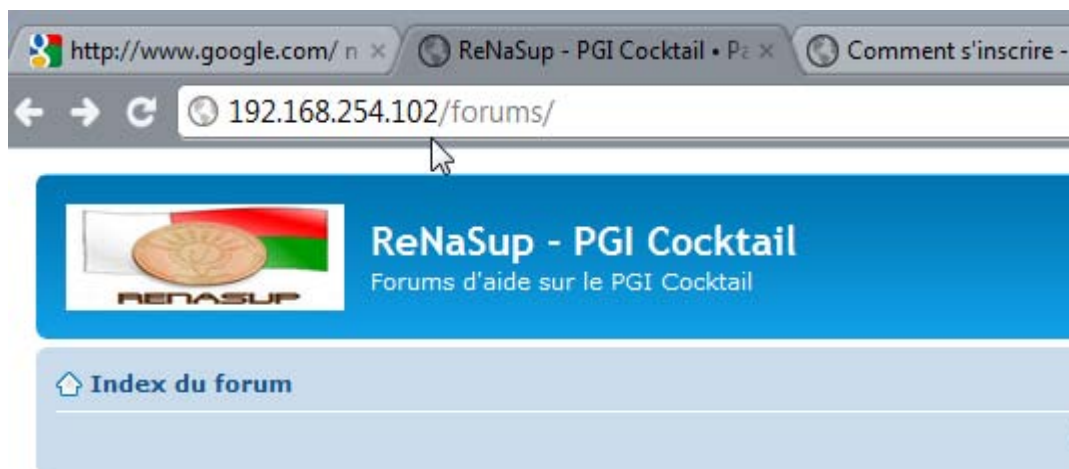 http://www.google.com/ n
ReNaSup - PGI Cocktail • Pa
Comment s'inscrire -
192.168.254.102/forums/
RENASUP
ReNaSup - PGI Cocktail
Forums d'aide sur le PGI Cocktail
Index du forum